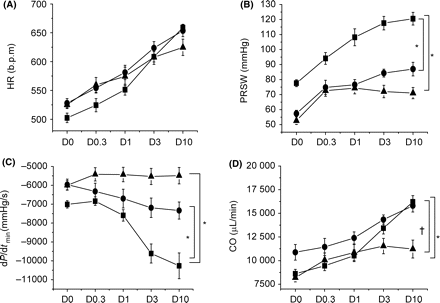 (A)
HR (b p.m)
650
600
550
500
D0 D0.3 D1 D3 D10
(B)
PRSW (mmHg)
130
120
110
100
90
80
70
60
50
D0 D0.3 D1 D3 D10
*
*
(C)
dP/dtmin(mmHg/s)
−5000
−6000
−7000
−8000
−9000
−10000
−11000
D0 D0.3 D1 D3 D10
*
*
(D)
CO (µL/min)
20 000
17 500
15 000
12 500
10 000
7500
D0 D0.3 D1 D3 D10
†
*
*